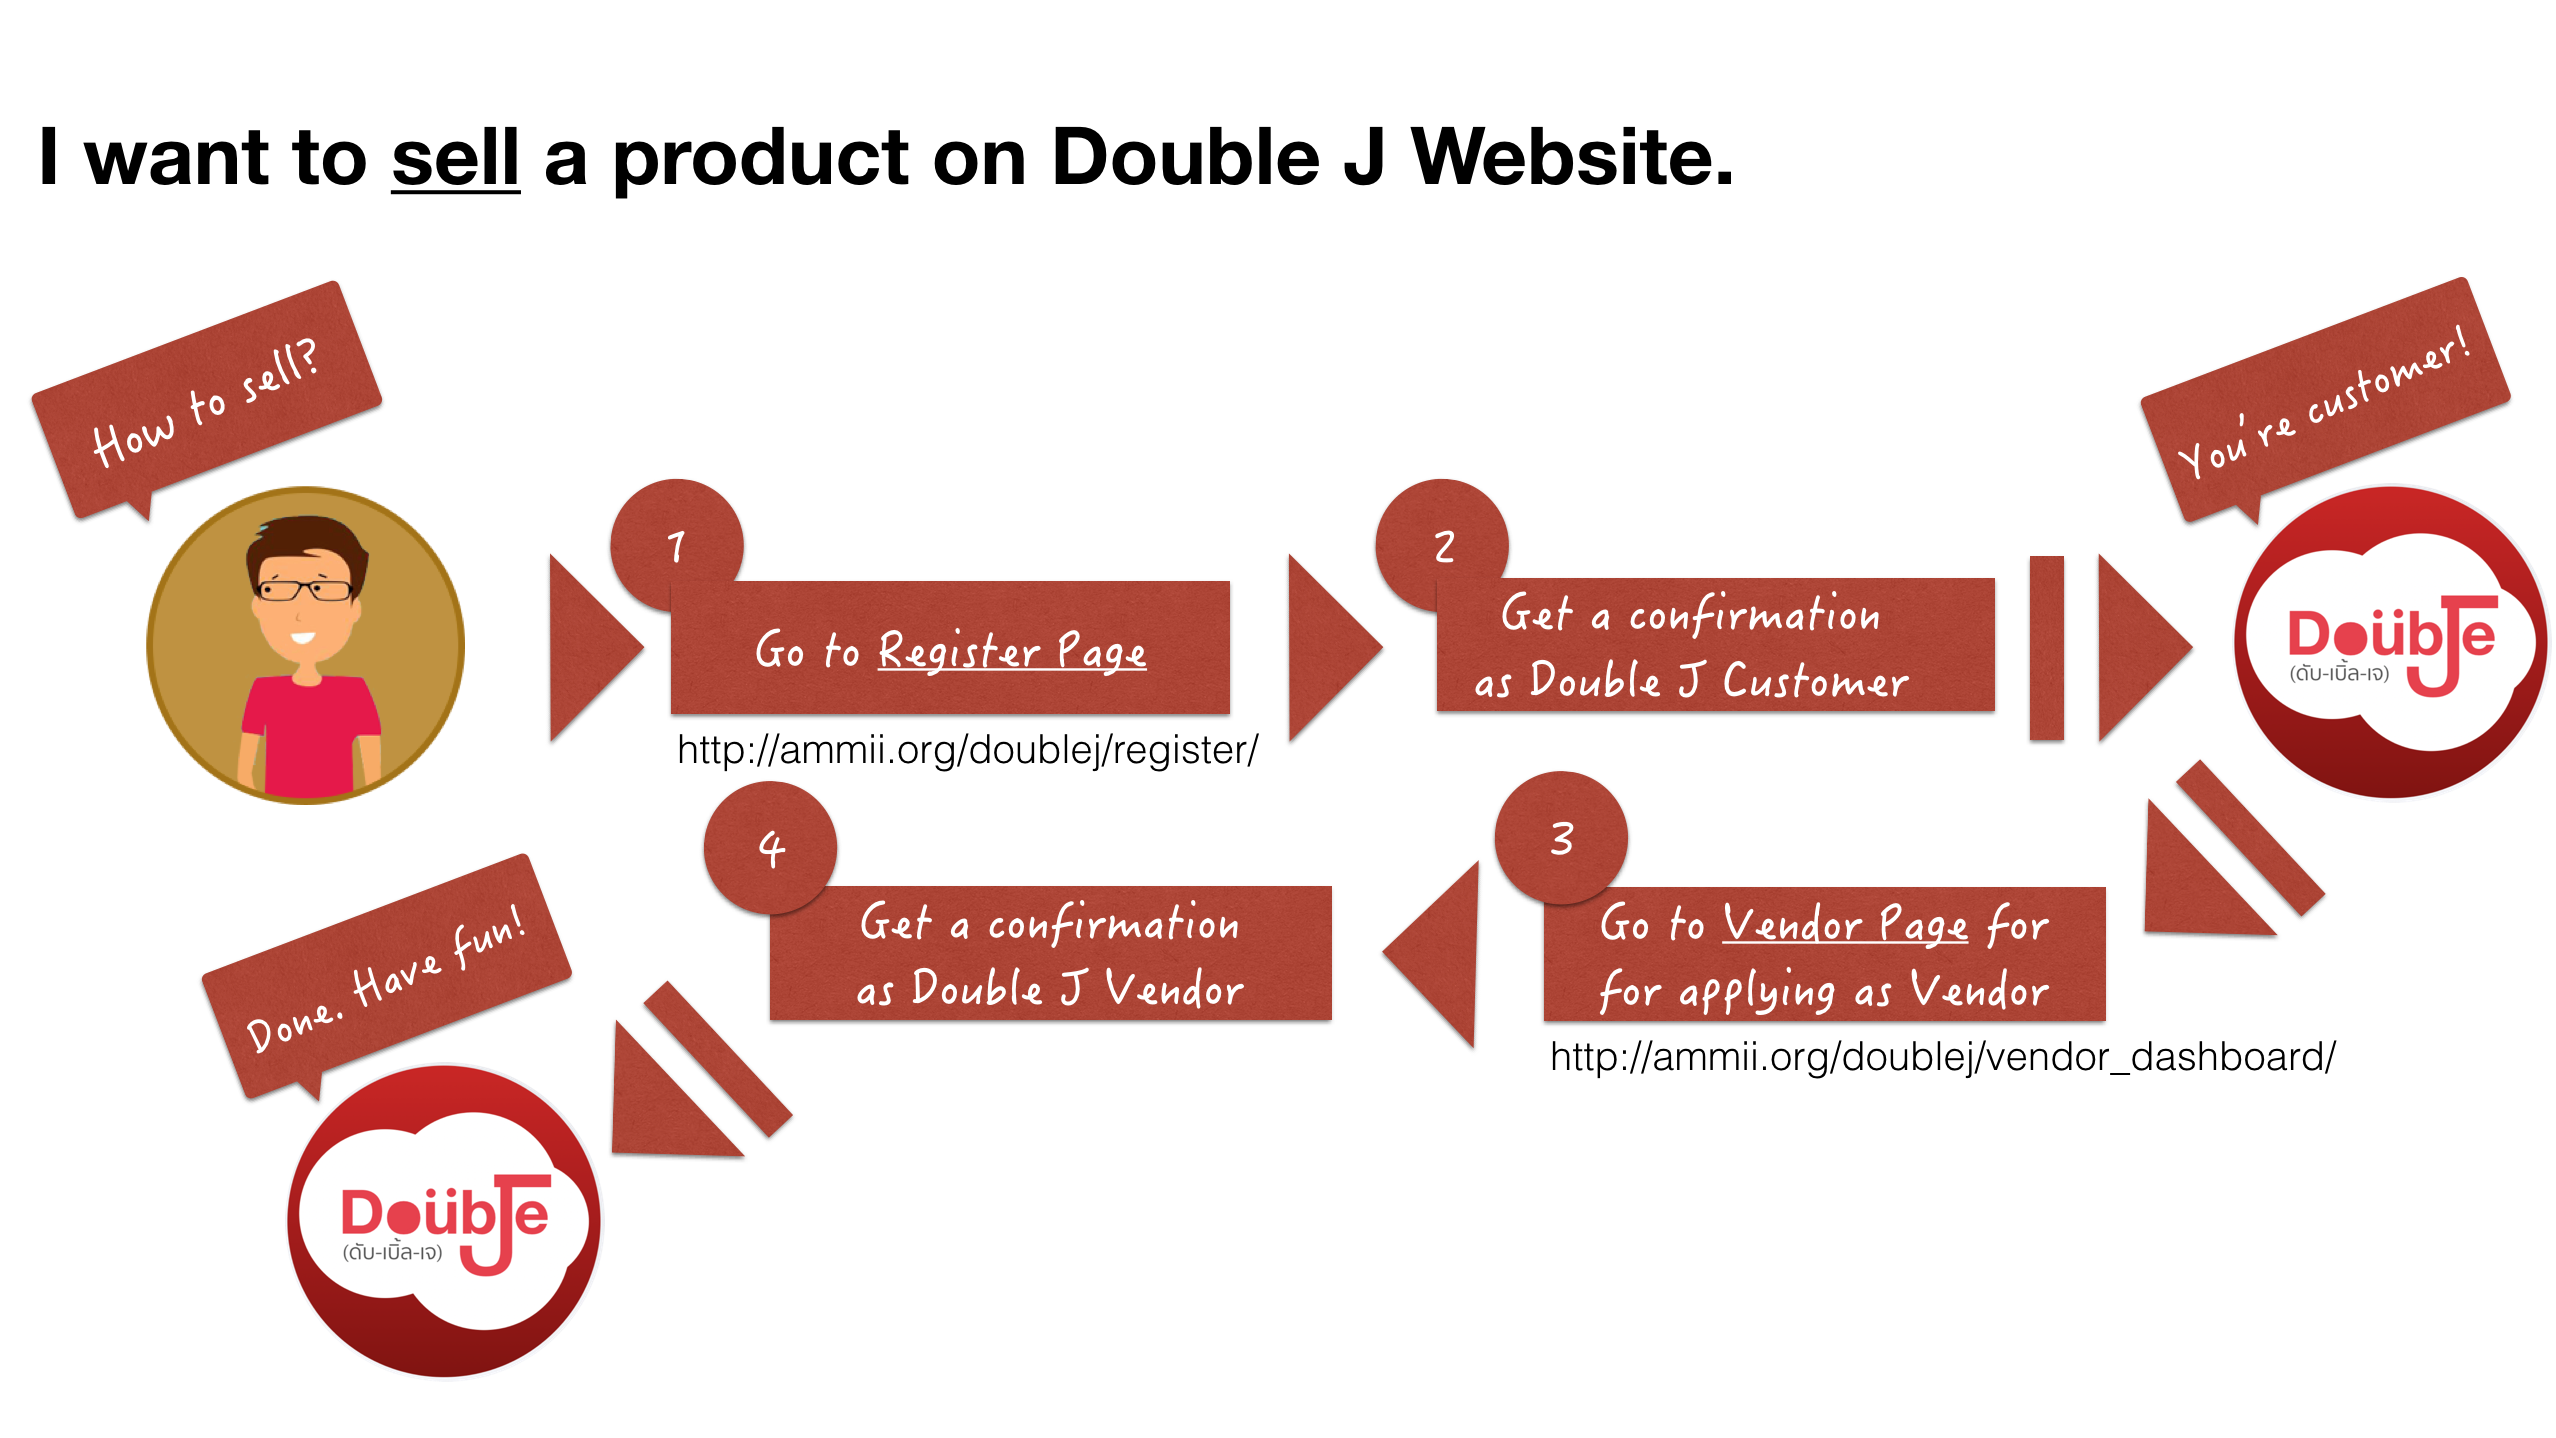 I want to sell a product on Double J Website.
How to sell?
You're customer!
1
Go to Register Page
http://ammii.org/doublej/register/
2
Get a confirmation
as Double J Customer
DoübJe
(ดับ-เบิ้ล-เจ)
3
Go to Vendor Page for
for applying as Vendor
http://ammii.org/doublej/vendor_dashboard/
4
Get a confirmation
as Double J Vendor
Done. Have fun!
DoübJe
(ดับ-เบิ้ล-เจ)